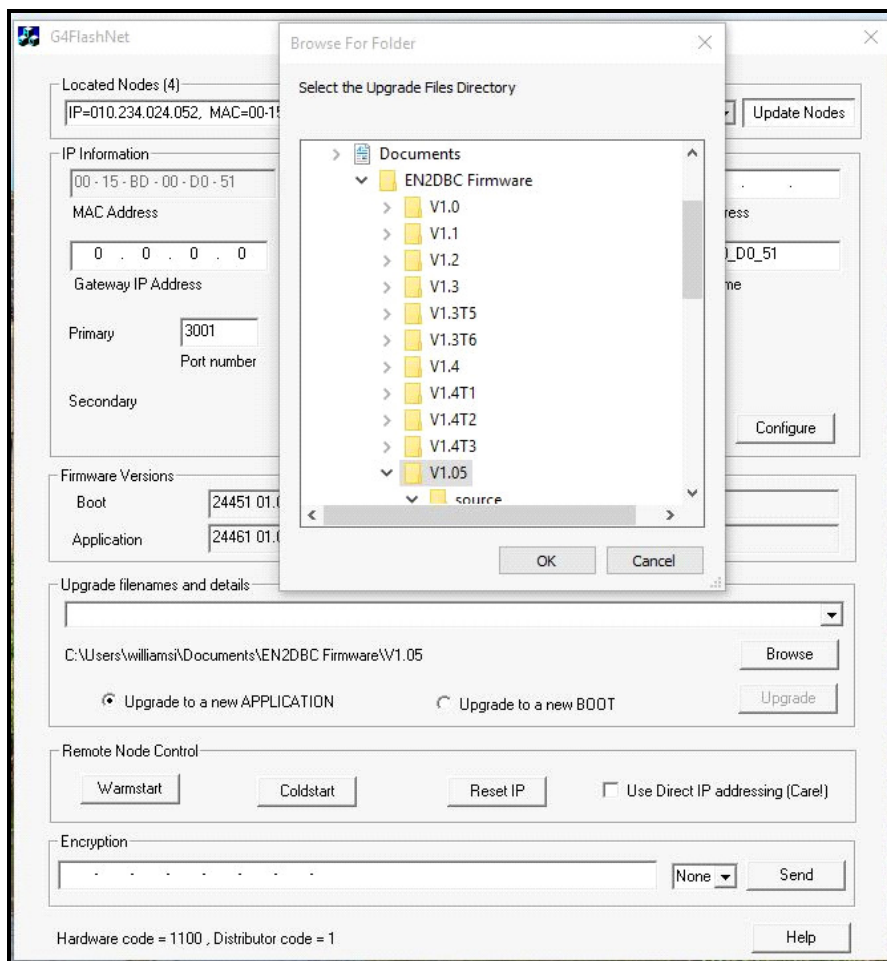 G4FlashNet
Browse For Folder
Select the Upgrade Files Directory
Documents
EN2DBC Firmware
V1.0
V1.1
V1.2
V1.3
V1.3T5
V1.3T6
V1.4
V1.4T1
V1.4T2
V1.4T3
V1.05
source
OK Cancel
Located Nodes (4)
IP=010.234.024.052, MAC=00-15 Update Nodes
IP Information
00 - 15 - BD - 00 - D0 - 51 . .
MAC Address
0 . 0 . 0 . 0 _D0_51
Gateway IP Address
Primary 3001
Port number
Secondary
Configure
Firmware Versions
Boot 24451 01.0
Application 24461 01.0
Upgrade filenames and details
C:\Users\williamsi\Documents\EN2DBC Firmware\V1.05 Browse
Upgrade to a new APPLICATION Upgrade to a new BOOT Upgrade
Remote Node Control
Warmstart Coldstart Reset IP Use Direct IP addressing (Care!)
Encryption
- - - - - - - None Send
Hardware code = 1100 , Distributor code = 1 Help